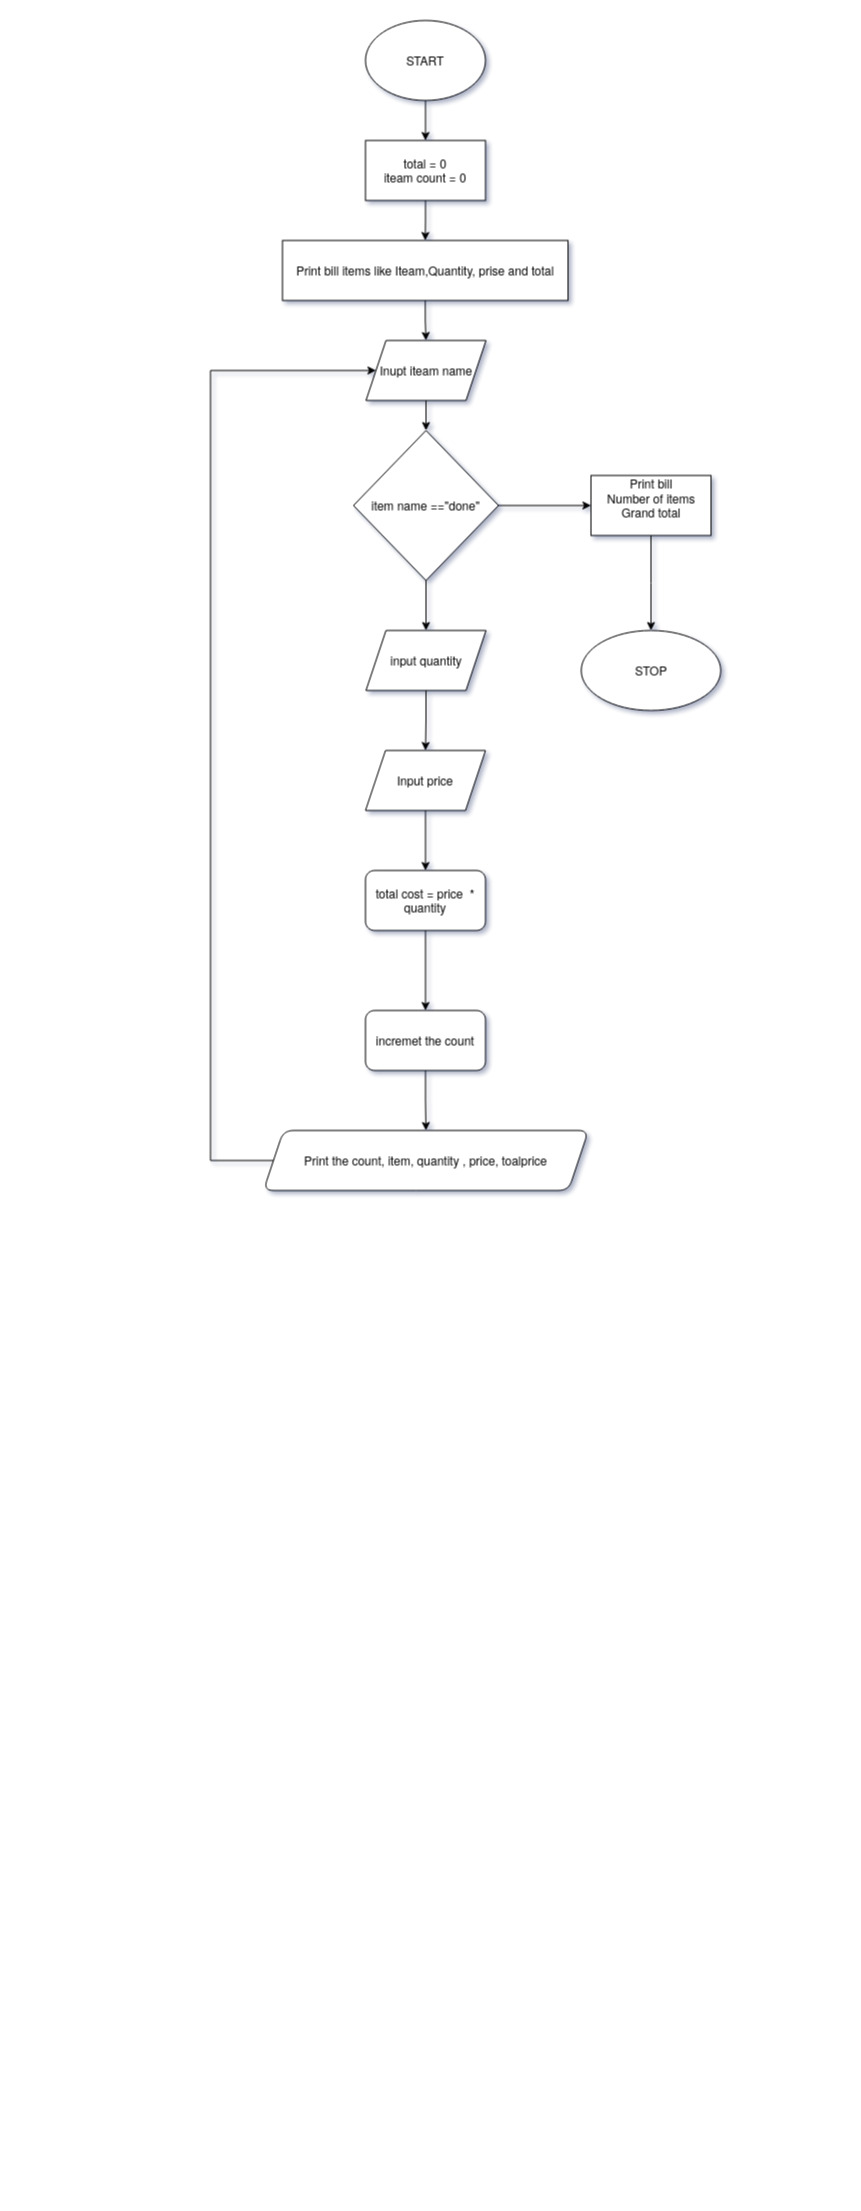 START
total = 0
iteam count = 0
Print bill items like Iteam,Quantity, prise and total
Inupt iteam name
item name =="done"
Print bill
Number of items
Grand total
input quantity
STOP
Input price
total cost = price  *
quantity
incremet the count
Print the count, item, quantity , price, toalprice